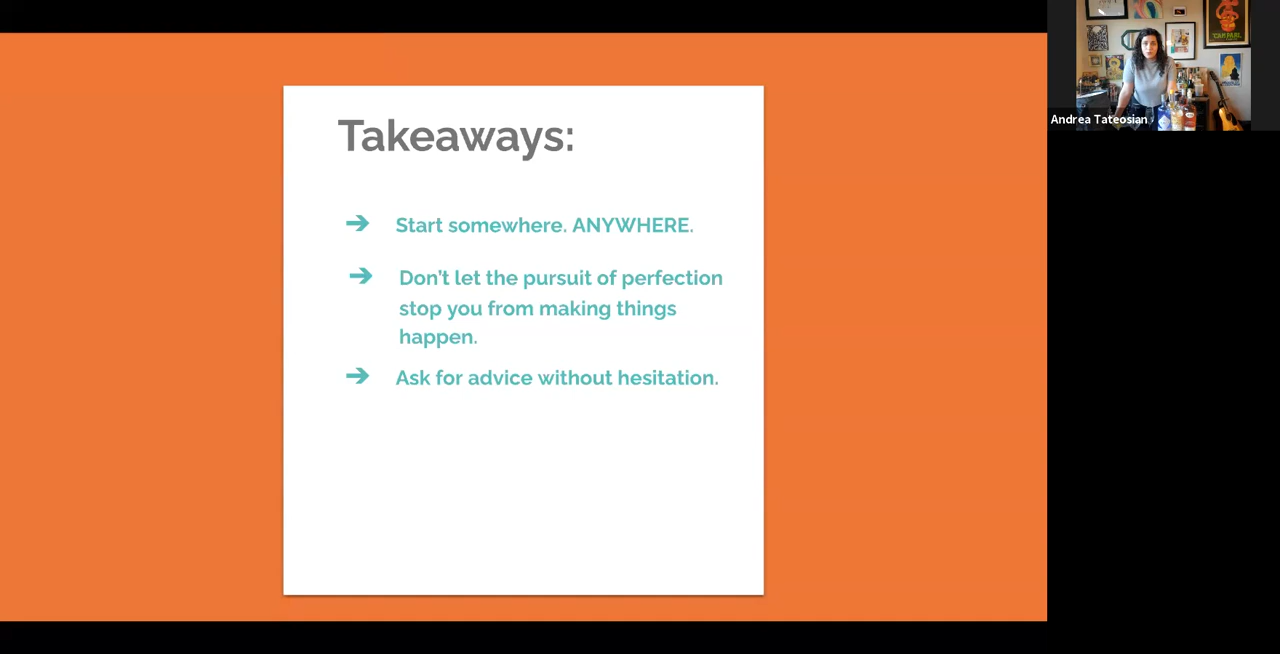 Takeaways:
➔ Start somewhere. ANYWHERE.
➔ Don’t let the pursuit of perfection
stop you from making things
happen.
➔ Ask for advice without hesitation.
Andrea Tateosian